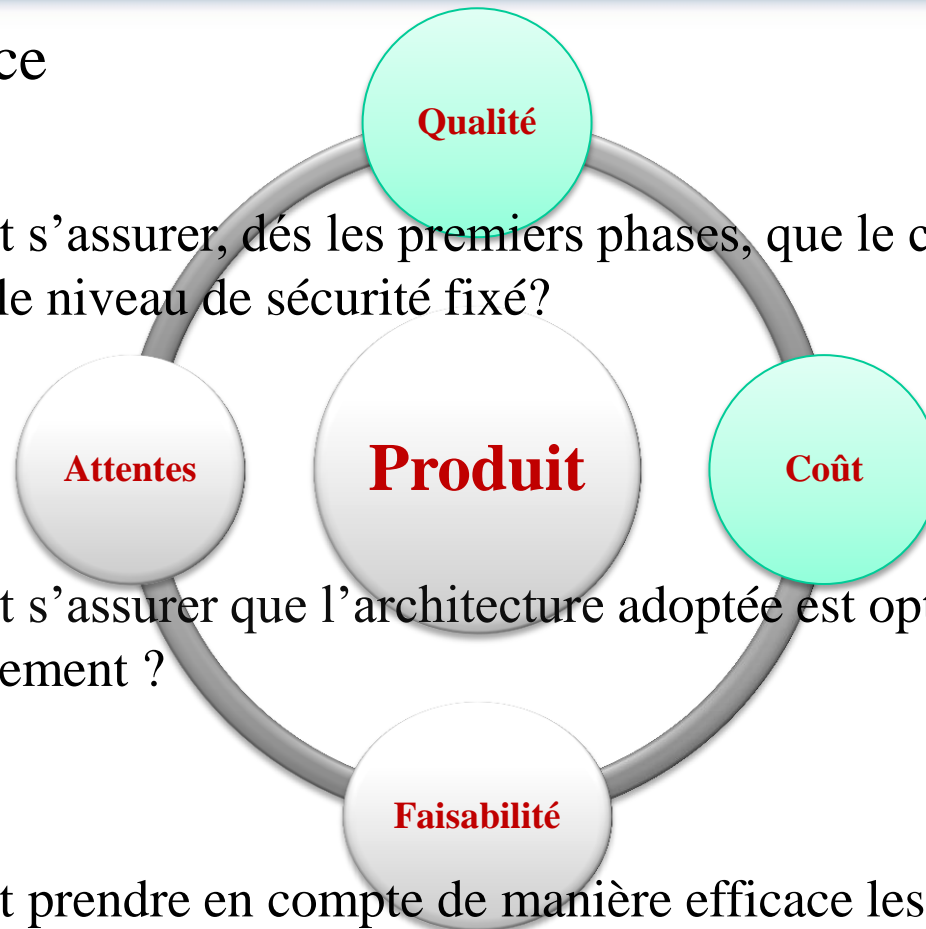 ce
Qualité
t s’assurer, dés les premiers phases, que le c
le niveau de sécurité fixé?
Attentes
Produit
Coût
t s’assurer que l’architecture adoptée est opt
ement ?
Faisabilité
t prendre en compte de manière efficace les